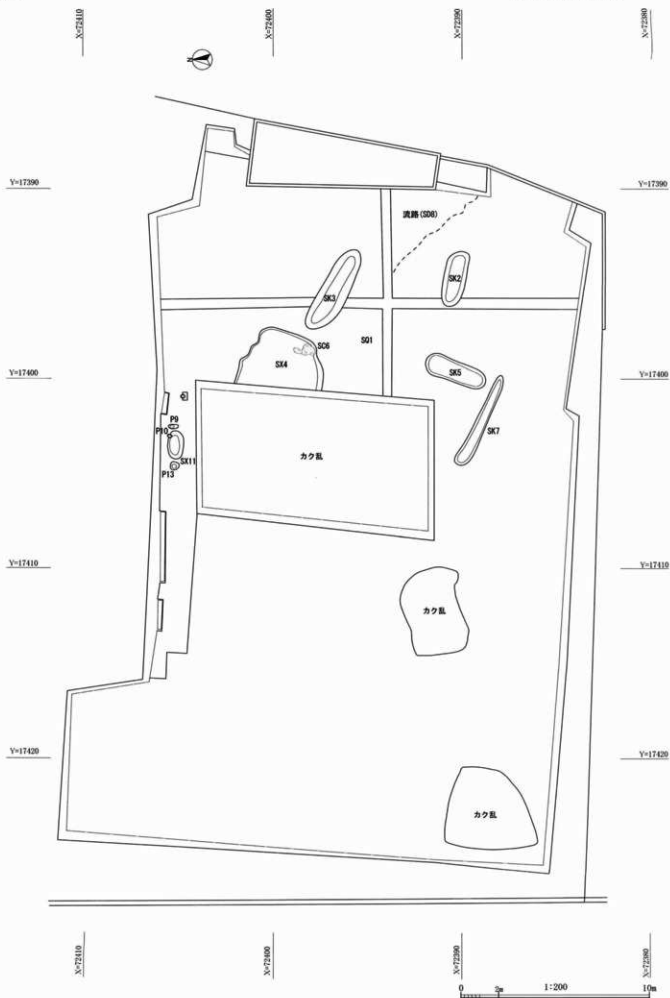 X=72410
X=72400
X=72390
X=72380
N
Y=17390
Y=17390
流路(SD8)
SK2
SK3
SC6
SQ1
SX4
Y=17400
Y=17400
SK5
SK7
P9
P10
SX11
P13
カク乱
Y=17410
Y=17410
カク乱
Y=17420
Y=17420
カク乱
X=72410
X=72400
X=72390
X=72380
0 2m 1:200 10m